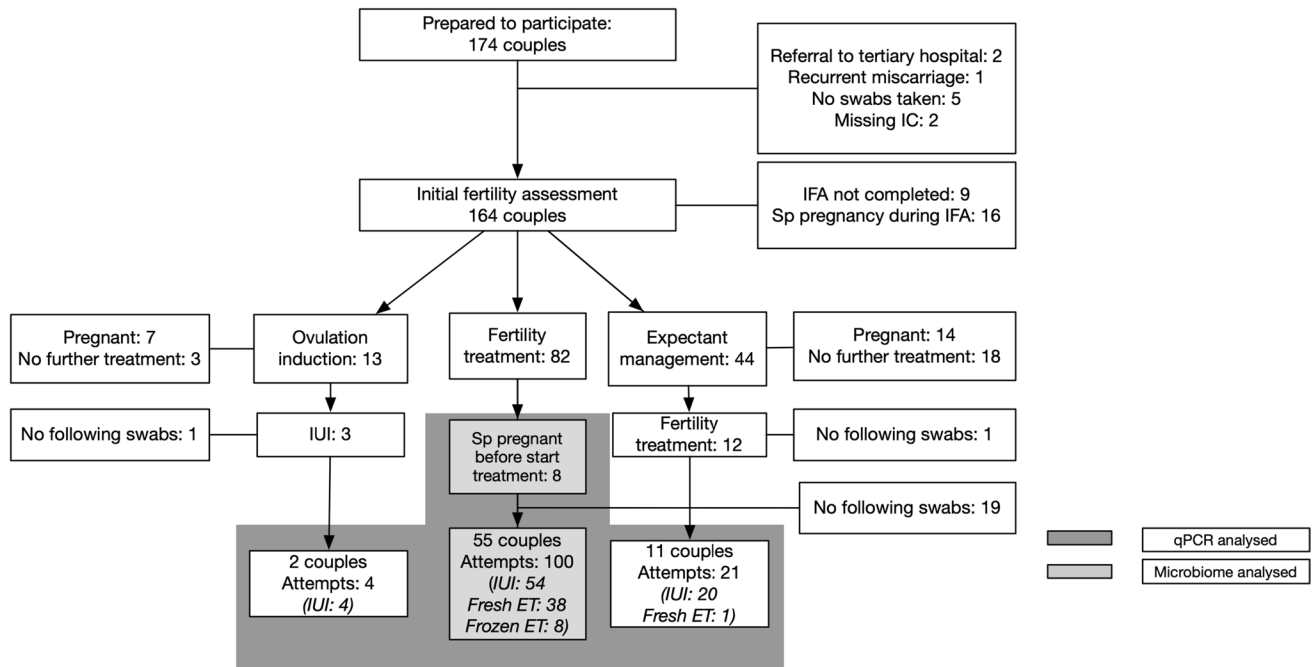 Prepared to participate:
174 couples
Referral to tertiary hospital: 2
Recurrent miscarriage: 1
No swabs taken: 5
Missing IC: 2
Initial fertility assessment
164 couples
IFA not completed: 9
Sp pregnancy during IFA: 16
Pregnant: 7
No further treatment: 3
Ovulation
induction: 13
Fertility
treatment: 82
Expectant
management: 44
Pregnant: 14
No further treatment: 18
No following swabs: 1
IUI: 3
Sp pregnant
before start
treatment: 8
Fertility
treatment: 12
No following swabs: 1
No following swabs: 19
2 couples
Attempts: 4
(IUI: 4)
55 couples
Attempts: 100
(IUI: 54
Fresh ET: 38
Frozen ET: 8)
11 couples
Attempts: 21
(IUI: 20
Fresh ET: 1)
qPCR analysed
Microbiome analysed